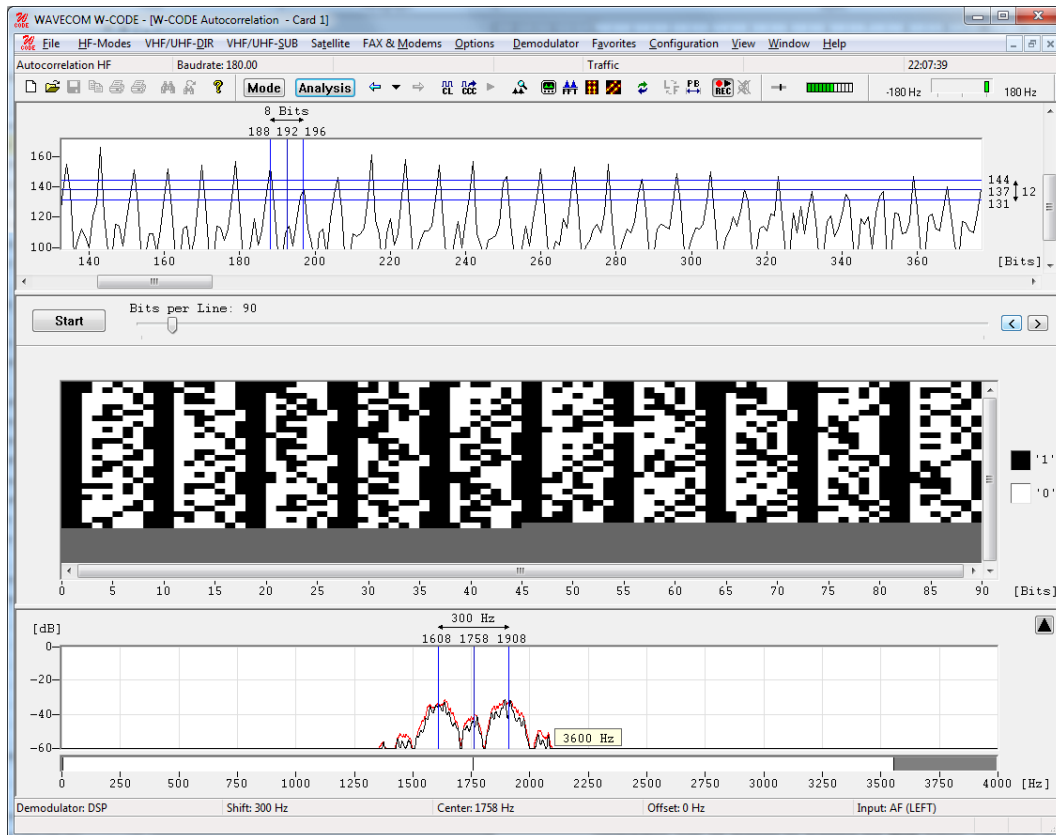 WAVECOM W-CODE - [W-CODE Autocorrelation - Card 1]
W CODE File HF-Modes VHF/UHF-DIR VHF/UHF-SUB Satellite FAX & Modems Options Demodulator Favorites Configuration View Window Help
Autocorrelation HF Baudrate: 180.00 Traffic 22:07:39
Mode Analysis CL CCC FFT L-F PB REC -180 Hz 180 Hz
8 Bits
188 192 196
160
140
120
100
144
137 12
131
140 160 180 200 220 240 260 280 300 320 340 360 [Bits]
Start Bits per Line: 90 < >
'1'
'0'
0 5 10 15 20 25 30 35 40 45 50 55 60 65 70 75 80 85 90 [Bits]
300 Hz
[dB] 1608 1758 1908
0
-20
-40
3600 Hz
-60
0 250 500 750 1000 1250 1500 1750 2000 2250 2500 2750 3000 3250 3500 3750 4000 [Hz]
Demodulator: DSP Shift: 300 Hz Center: 1758 Hz Offset: 0 Hz Input: AF (LEFT)